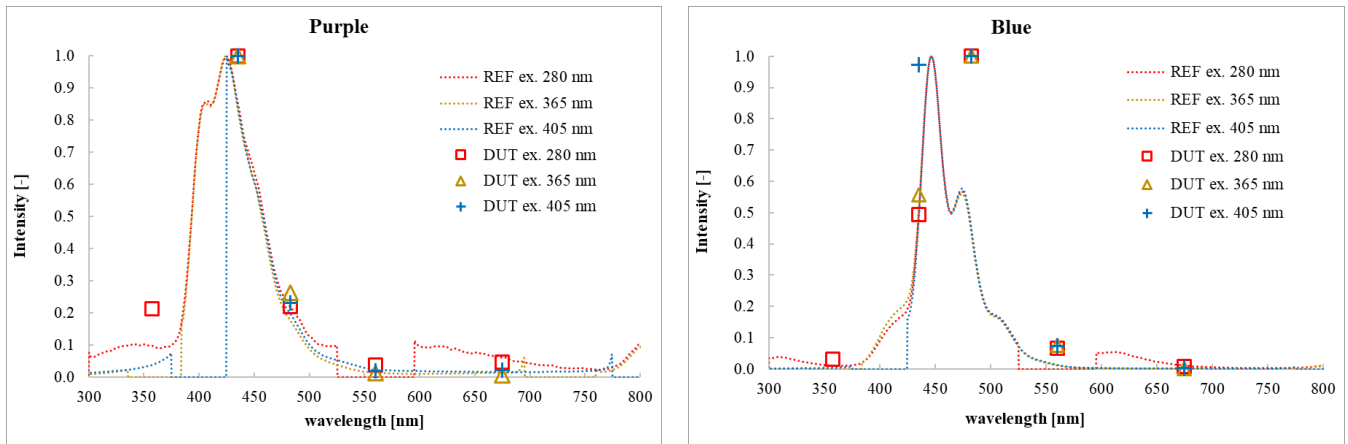 Purple
1.0
0.9
0.8
0.7
0.6
0.5
0.4
0.3
0.2
0.1
0.0
Intensity [-]
300 350 400 450 500 550 600 650 700 750 800
wavelength [nm]
REF ex. 280 nm
REF ex. 365 nm
REF ex. 405 nm
DUT ex. 280 nm
DUT ex. 365 nm
DUT ex. 405 nm
Blue
1.0
0.9
0.8
0.7
0.6
0.5
0.4
0.3
0.2
0.1
0.0
Intensity [-]
300 350 400 450 500 550 600 650 700 750 800
wavelength [nm]
REF ex. 280 nm
REF ex. 365 nm
REF ex. 405 nm
DUT ex. 280 nm
DUT ex. 365 nm
DUT ex. 405 nm